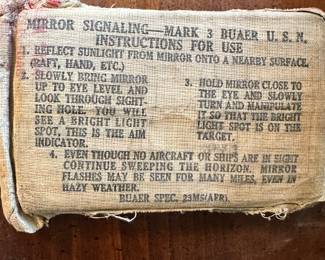 MIRROR SIGNALING—MARK 3 BUAER U.S.N.
INSTRUCTIONS FOR USE
1. REFLECT SUNLIGHT FROM MIRROR ONTO A NEARBY SURFACE.
(RAFT, HAND, ETC.)
2. SLOWLY BRING MIRROR
UP TO EYE LEVEL AND
LOOK THROUGH SIGHT-
ING HOLE. YOU WILL
SEE A BRIGHT LIGHT
SPOT, THIS IS THE AIM
INDICATOR.
3. HOLD MIRROR CLOSE TO
THE EYE AND SLOWLY
TURN AND MANIPULATE
IT SO THAT THE BRIGHT
LIGHT SPOT IS ON THE
TARGET.
4. EVEN THOUGH NO AIRCRAFT OR SHIPS ARE IN SIGHT
CONTINUE SWEEPING THE HORIZON. MIRROR
FLASHES MAY BE SEEN FOR MANY MILES, EVEN IN
HAZY WEATHER.
BUAER SPEC. 23M5(AER).